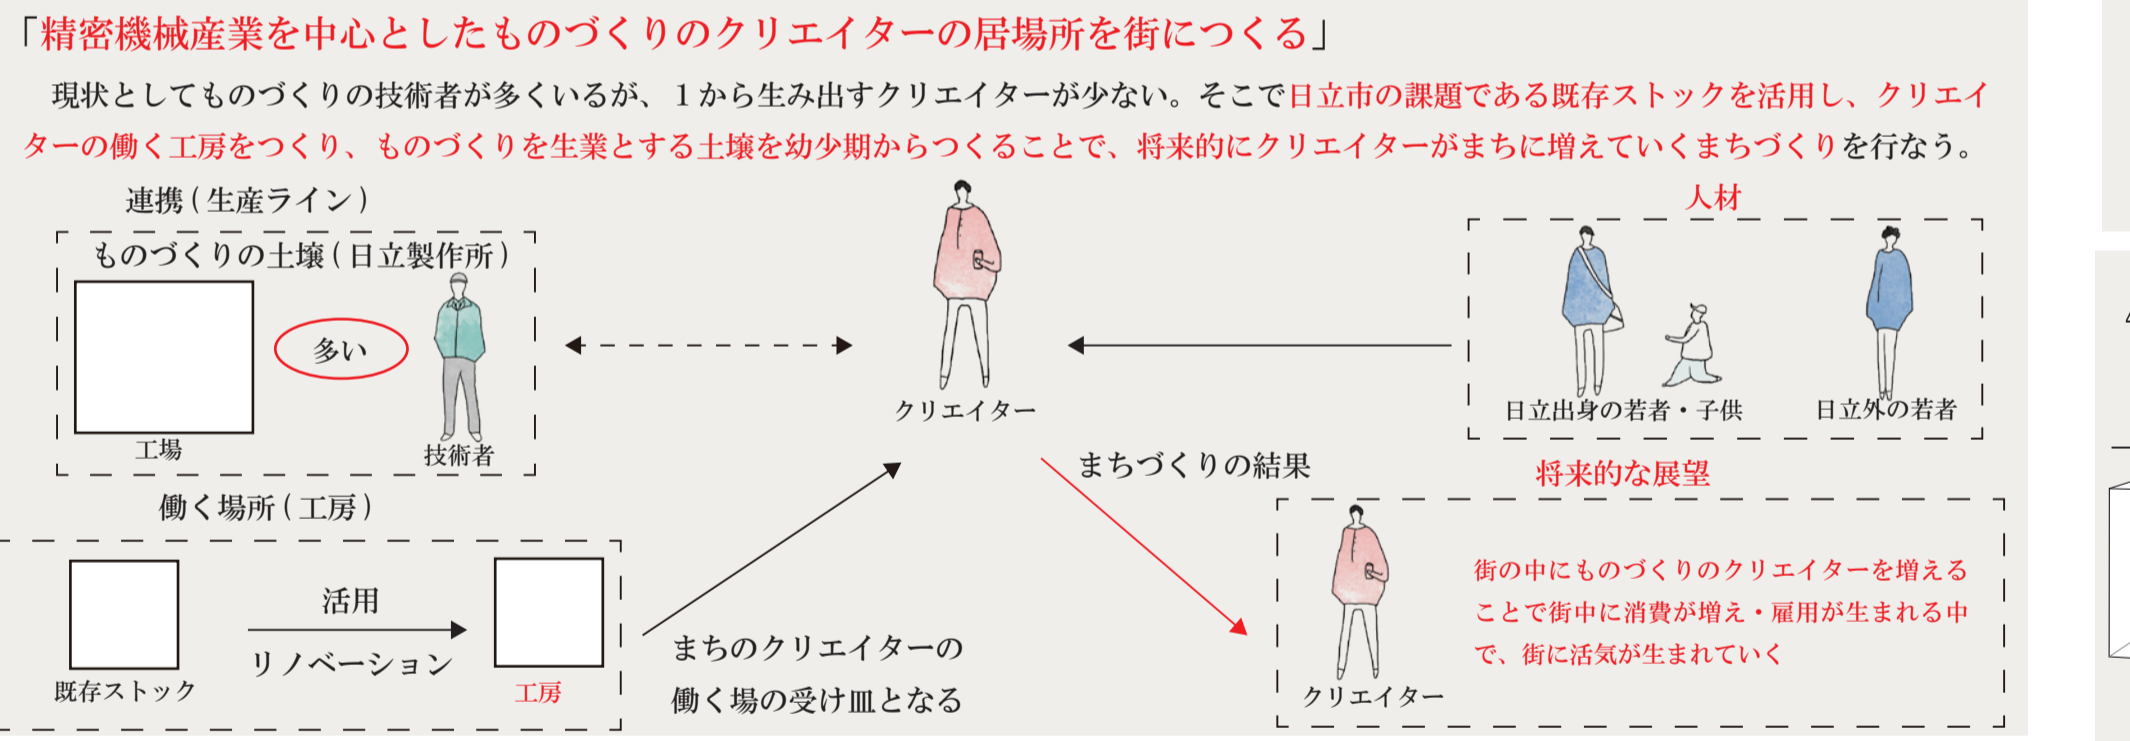 「精密機械産業を中心としたものづくりのクリエイターの居場所を街につくる」
現状としてものづくりの技術者が多くいるが、１から生み出すクリエイターが少ない。そこで日立市の課題である既存ストックを活用し、クリエイ
ターの働く工房をつくり、ものづくりを生業とする土壌を幼少期からつくることで、将来的にクリエイターがまちに増えていくまちづくりを行なう。
連携(生産ライン)
ものづくりの土壌(日立製作所)
多い
工場
技術者
クリエイター
人材
日立出身の若者・子供
日立外の若者
働く場所(工房)
既存ストック
活用
リノベーション
工房
まちのクリエイターの
働く場の受け皿となる
まちづくりの結果
将来的な展望
クリエイター
街の中にものづくりのクリエイターを増える
ことで街中に消費が増え・雇用が生まれる中
で、街に活気が生まれていく